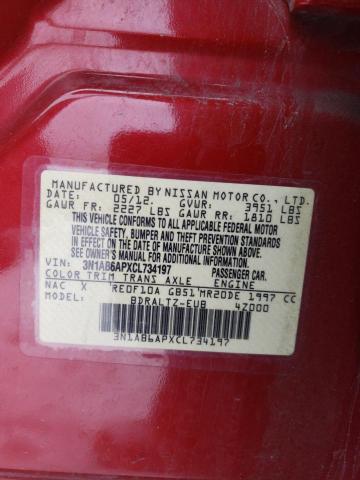 MANUFACTURED BY NISSAN MOTOR CO., LTD.
DATE: 05/12. GVWR: 3951 LBS
GAWR FR: 2227 LBS GAWR RR: 1810 LBS
THIS VEHICLE CONFORMS TO ALL APPLICABLE FEDERAL MOTOR
VEHICLE SAFETY, BUMPER AND THEFT PREVENTION STANDARDS
IN EFFECT ON THE DATE OF MANUFACTURE SHOWN ABOVE.
SEE OWNERS MANUAL FOR FURTHER INFORMATION.
VIN: 3N1AB6APXCL734197 PASSENGER CAR.
COLOR TRIM TRANS AXLE ENGINE
NAC X REOF10A GB51 MR20DE 1997 CC
MODEL: BDRALTZ-EUB 4Z000
3N1AB6APXCL734197